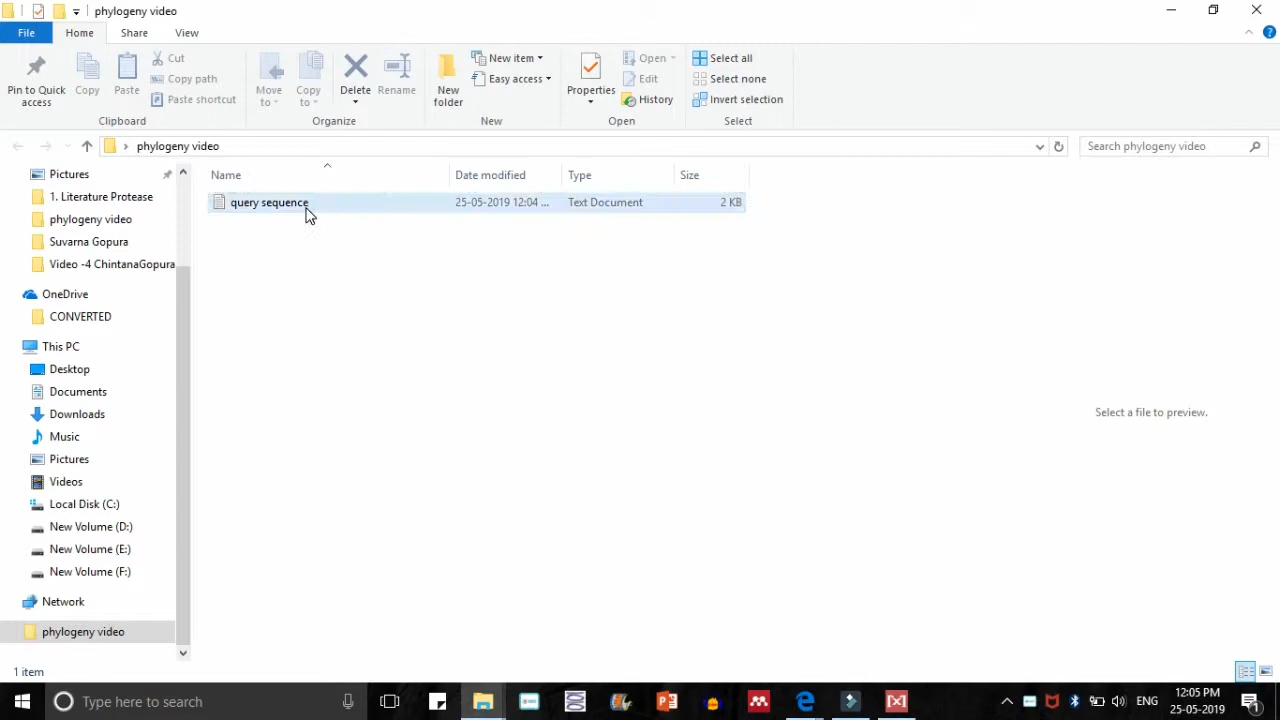 phylogeny video
File Home Share View
Pin to Quick access
Copy
Paste
Cut
Copy path
Paste shortcut
Clipboard
Move to
Copy to
Delete
Rename
Organize
New folder
New item
Easy access
New
Properties
Open
Edit
History
Open
Select all
Select none
Invert selection
Select
phylogeny video
Search phylogeny video
Name Date modified Type Size
query sequence 25-05-2019 12:04 ... Text Document 2 KB
Pictures
1. Literature Protease
phylogeny video
Suvarna Gopura
Video -4 ChintanaGopura
OneDrive
CONVERTED
This PC
Desktop
Documents
Downloads
Music
Pictures
Videos
Local Disk (C:)
New Volume (D:)
New Volume (E:)
New Volume (F:)
Network
phylogeny video
Select a file to preview.
1 item
Type here to search
ENG
12:05 PM
25-05-2019
1